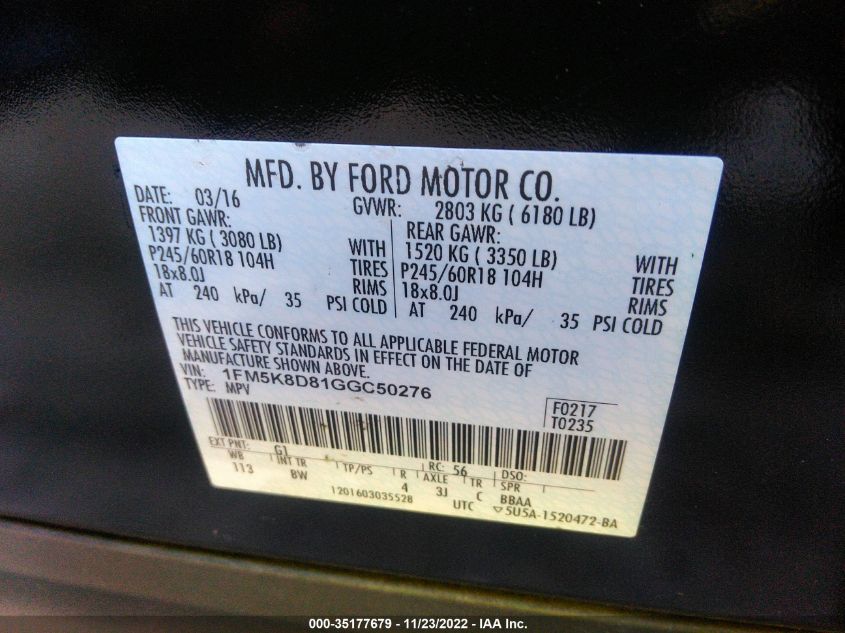 MFD. BY FORD MOTOR CO.
DATE: 03/16 GVWR: 2803 KG ( 6180 LB)
FRONT GAWR: REAR GAWR:
1397 KG ( 3080 LB) WITH 1520 KG ( 3350 LB) WITH
P245/60R18 104H TIRES P245/60R18 104H TIRES
18x8.0J RIMS 18x8.0J RIMS
AT 240 kPa/ 35 PSI COLD AT 240 kPa/ 35 PSI COLD
THIS VEHICLE CONFORMS TO ALL APPLICABLE FEDERAL MOTOR
VEHICLE SAFETY STANDARDS IN EFFECT ON THE DATE OF
MANUFACTURE SHOWN ABOVE.
VIN: 1FM5K8D81GGC50276
TYPE: MPV
F0217
T0235
EXT PNT: G1 RC: 56 DSO:
WB INT TR TP/PS R AXLE TR SPR
113 BW 4 3J C BBAA
1201603035528 UTC ▽5U5A-1520472-BA
000-35177679 - 11/23/2022 - IAA Inc.